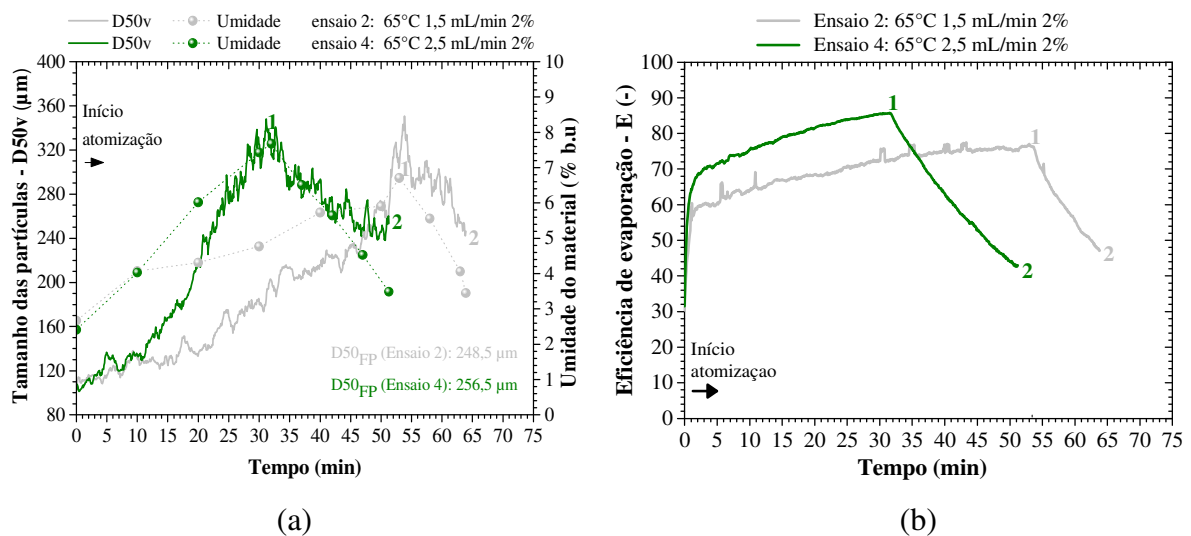 D50v Umidade ensaio 2: 65°C 1,5 mL/min 2%
D50v Umidade ensaio 4: 65°C 2,5 mL/min 2%
Tamanho das partículas - D50v (µm)
400
360
320
280
240
200
160
120
80
Início
atomização
1
2
1
2
D50FP (Ensaio 2): 248,5 µm
D50FP (Ensaio 4): 256,5 µm
10
9
8
7
6
5
4
3
2
1
0
Umidade do material (% b.u)
0 5 10 15 20 25 30 35 40 45 50 55 60 65 70 75
Tempo (min)
(a)
Ensaio 2: 65°C 1,5 mL/min 2%
Ensaio 4: 65°C 2,5 mL/min 2%
Eficiência de evaporação - E (-)
100
90
80
70
60
50
40
30
20
10
0
1
2
1
2
Início
atomizaçao
0 5 10 15 20 25 30 35 40 45 50 55 60 65 70 75
Tempo (min)
(b)